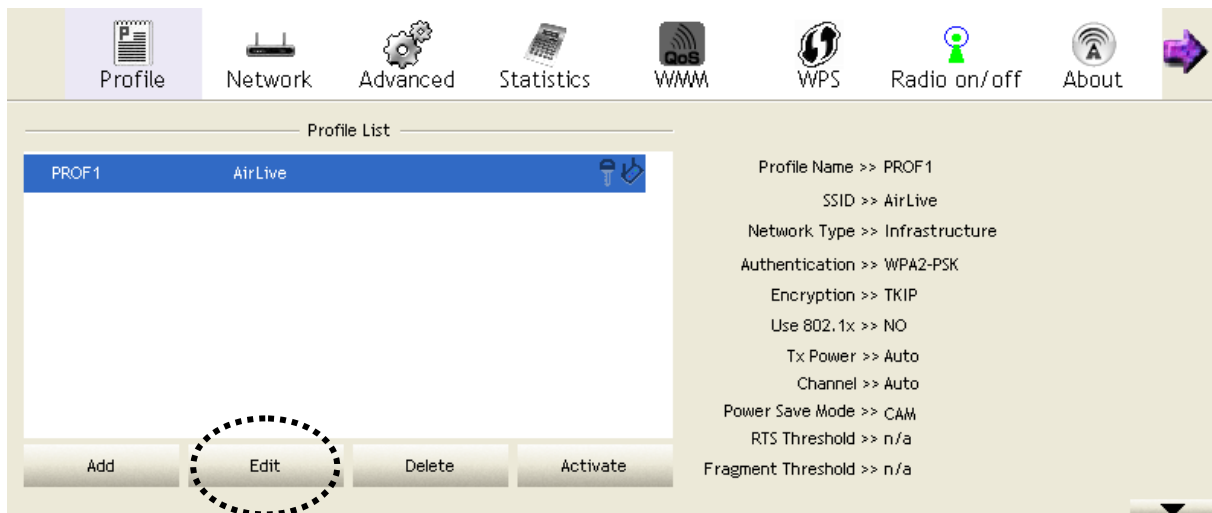 Profile Network Advanced Statistics QoS WMM WPS Radio on/off About
Profile List
PROF1 AirLive
Profile Name >> PROF1
SSID >> AirLive
Network Type >> Infrastructure
Authentication >> WPA2-PSK
Encryption >> TKIP
Use 802.1x >> NO
Tx Power >> Auto
Channel >> Auto
Power Save Mode >> CAM
RTS Threshold >> n/a
Fragment Threshold >> n/a
Add Edit Delete Activate